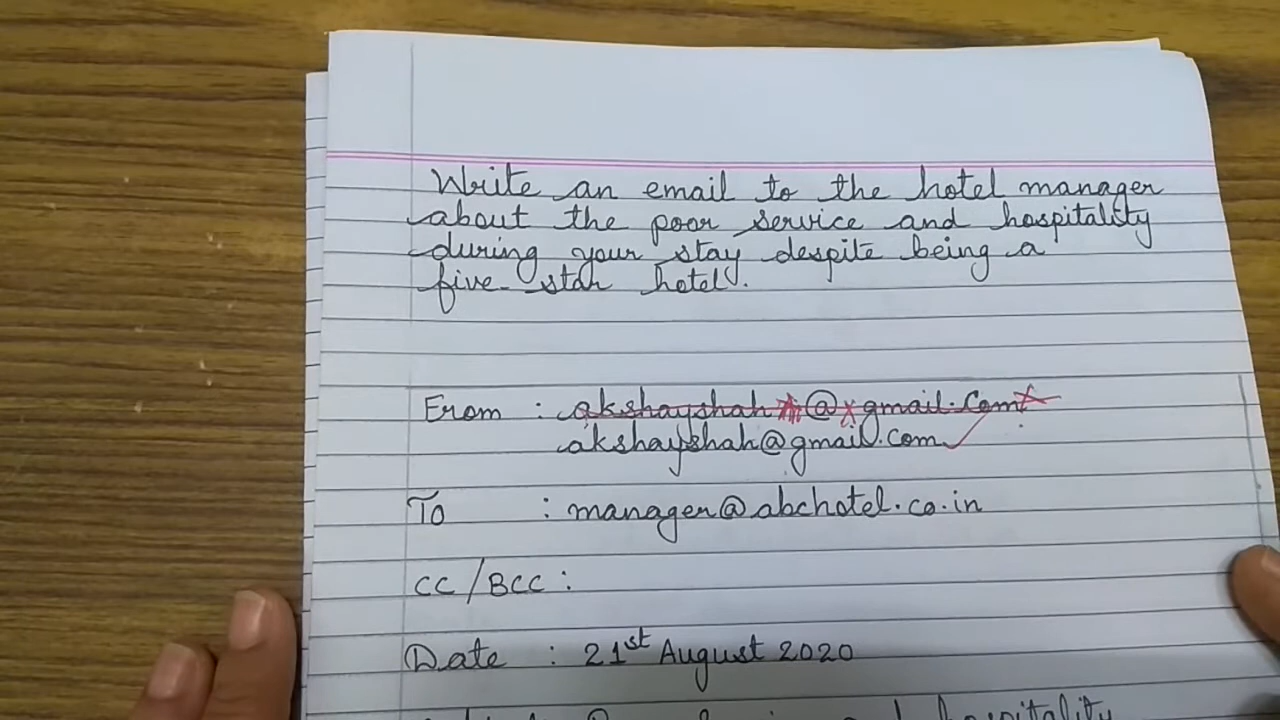 Write an email to the hotel manager
about the poor service and hospitality
during your stay despite being a
five-star hotel.
From : akshayshah @ gmail.com
akshayshah@gmail.com
To : manager@abchotel.co.in
CC/BCC :
Date : 21st August 2020
hospitality